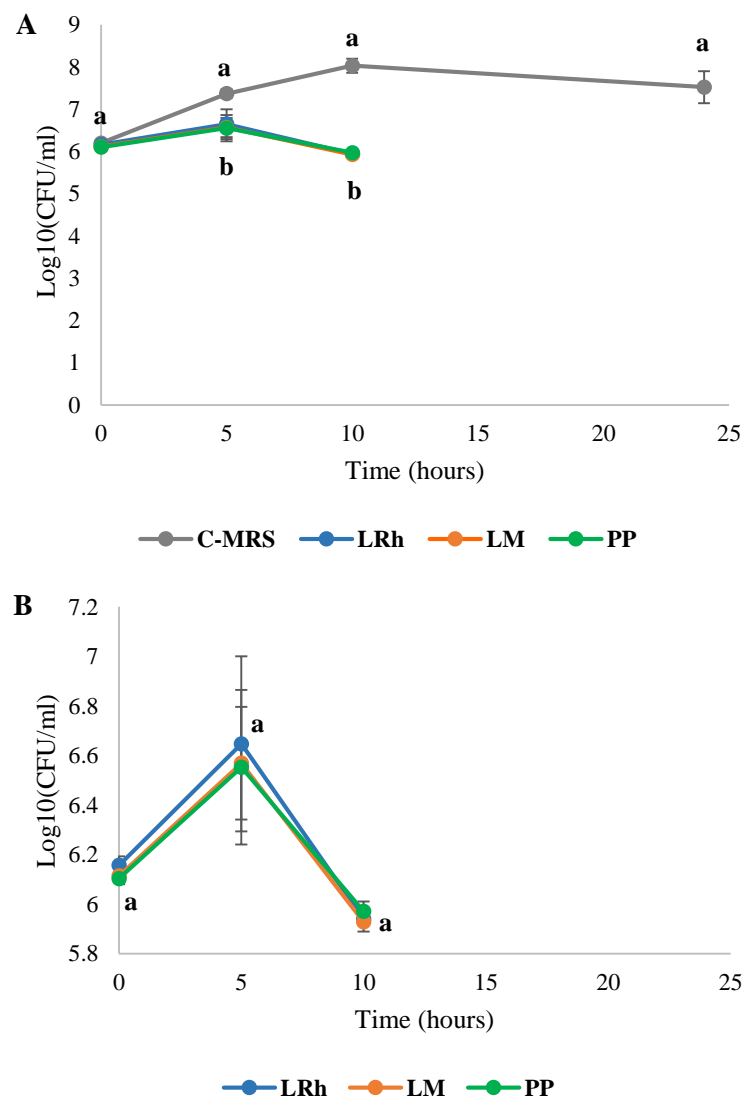 A
9
8
7
6
5
4
3
2
1
0
Log10(CFU/ml)
a
a
a
a
b
b
0 5 10 15 20 25
Time (hours)
C-MRS LRh LM PP
B
7.2
7
6.8
6.6
6.4
6.2
6
5.8
Log10(CFU/ml)
a
a
a
0 5 10 15 20 25
Time (hours)
LRh LM PP